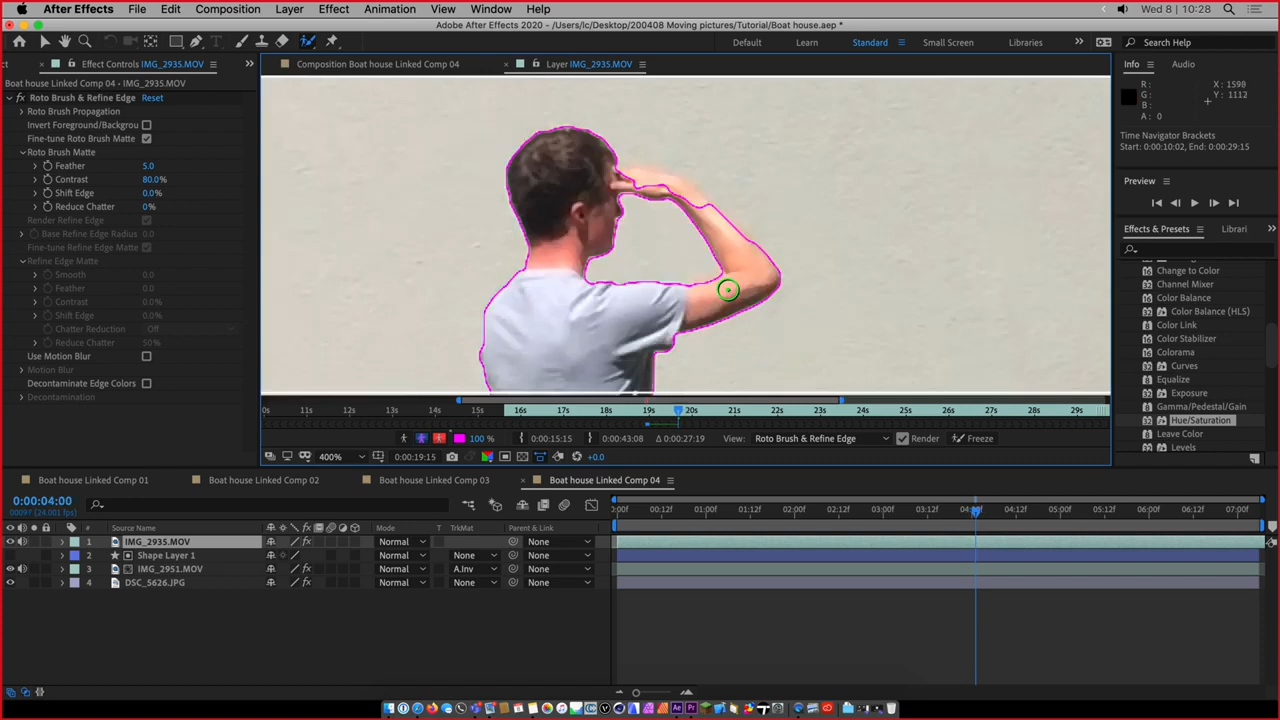 After Effects File Edit Composition Layer Effect Animation View Window Help Wed 8 | 10:28
Adobe After Effects 2020 - /Users/lc/Desktop/200408 Moving pictures/Tutorial/Boat house.aep *
Default Learn Standard Small Screen Libraries Search Help
Effect Controls IMG_2935.MOV Composition Boat house Linked Comp 04 Layer IMG_2935.MOV Info Audio
Boat house Linked Comp 04 • IMG_2935.MOV
Roto Brush & Refine Edge Reset
Roto Brush Propagation
Invert Foreground/Backgrou
Fine-tune Roto Brush Matte
Roto Brush Matte
Feather 5.0
Contrast 80.0%
Shift Edge 0.0%
Reduce Chatter 0%
Render Refine Edge
Base Refine Edge Radius 0.0
Fine-tune Refine Edge Matte
Refine Edge Matte
Smooth 0.0
Feather 0.0
Contrast 0.0%
Shift Edge 0.0%
Chatter Reduction Off
Reduce Chatter 50%
Use Motion Blur
Motion Blur
Decontaminate Edge Colors
Decontamination
R: X: 1598
G: Y: 1112
B:
A: 0
Time Navigator Brackets
Start: 0:00:10:02, End: 0:00:29:15
Preview
Effects & Presets Librari
Change to Color
Channel Mixer
Color Balance
Color Balance (HLS)
Color Link
Color Stabilizer
Colorama
Curves
Equalize
Exposure
Gamma/Pedestal/Gain
Hue/Saturation
Leave Color
Levels
0s 11s 12s 13s 14s 15s 16s 17s 18s 19s 20s 21s 22s 23s 24s 25s 26s 27s 28s 29s
100 % 0:00:15:15 0:00:43:08 Δ 0:00:27:19 View: Roto Brush & Refine Edge Render Freeze
400% 0:00:19:15 +0.0
Boat house Linked Comp 01 Boat house Linked Comp 02 Boat house Linked Comp 03 Boat house Linked Comp 04
0:00:04:00
00097 (24.001 fps)
:00f 00:12f 01:00f 01:12f 02:00f 02:12f 03:00f 03:12f 04:00f 04:12f 05:00f 05:12f 06:00f 06:12f 07:00f
# Source Name Mode T TrkMat Parent & Link
1 IMG_2935.MOV Normal None
2 Shape Layer 1 Normal None None
3 IMG_2951.MOV Normal A.Inv None
4 DSC_5626.JPG Normal None None